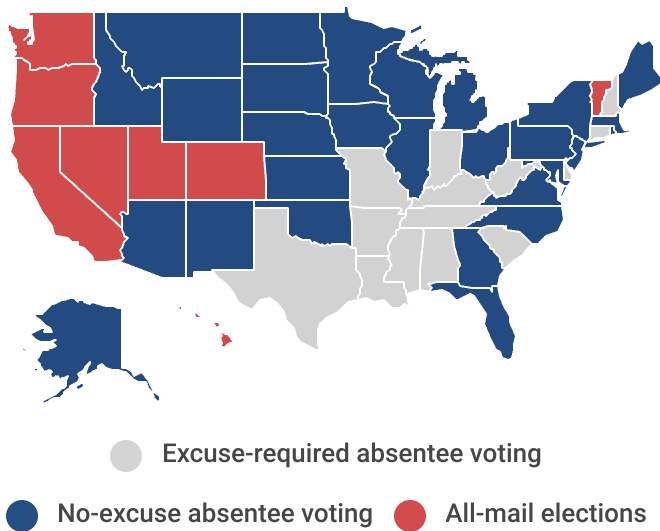 Excuse-required absentee voting
No-excuse absentee voting
All-mail elections